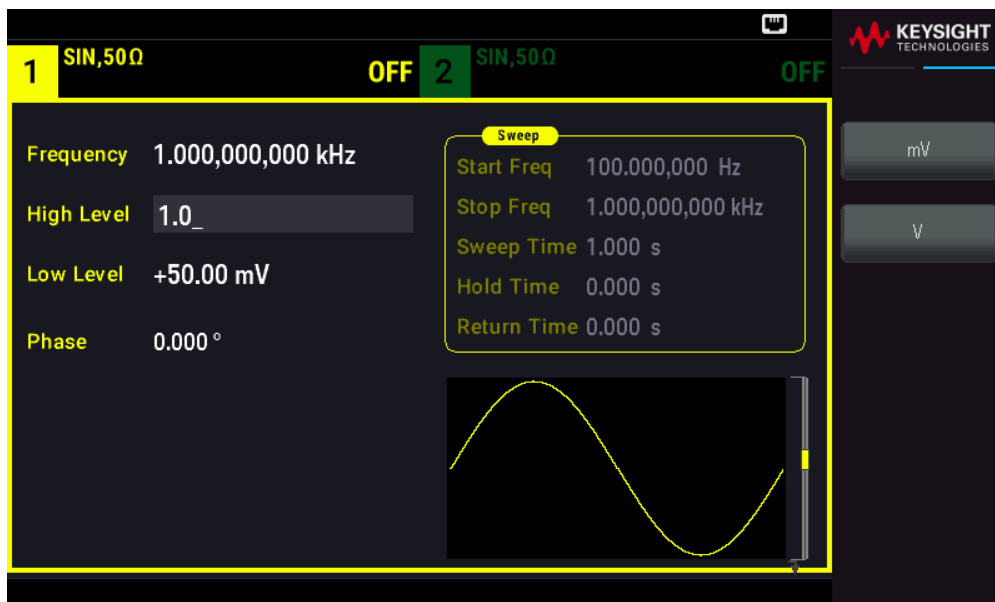 KEYSIGHT
TECHNOLOGIES
1 SIN,50Ω OFF 2 SIN,50Ω OFF
Frequency 1.000,000,000 kHz
High Level 1.0_
Low Level +50.00 mV
Phase 0.000 °
Sweep
Start Freq 100.000,000 Hz
Stop Freq 1.000,000,000 kHz
Sweep Time 1.000 s
Hold Time 0.000 s
Return Time 0.000 s
mV
V